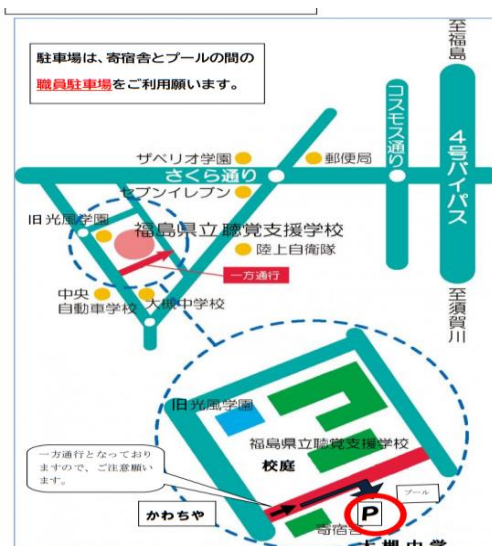 駐車場は、寄宿舎とプールの間の
職員駐車場をご利用願います。
至福島。
コスモス通り
4号バイパス
ザベリオ学園
郵便局
さくら通り
セブンイレブン
旧光風学園
福島県立聴覚支援学校
陸上自衛隊
一方通行
中央
自動車学校
大槻中学校
至須賀川
旧光風学園
福島県立聴覚支援学校
校庭
一方通行となっており
ますので、ご注意願い
ます。
プール
かわちや
P
寄宿舎
大槻中学